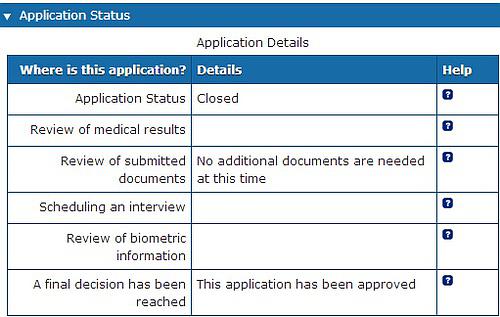 Application Status
Application Details
Where is this application? Details Help
Application Status Closed ?
Review of medical results ?
Review of submitted No additional documents are needed ?
documents at this time
Scheduling an interview ?
Review of biometric ?
information
A final decision has been This application has been approved ?
reached